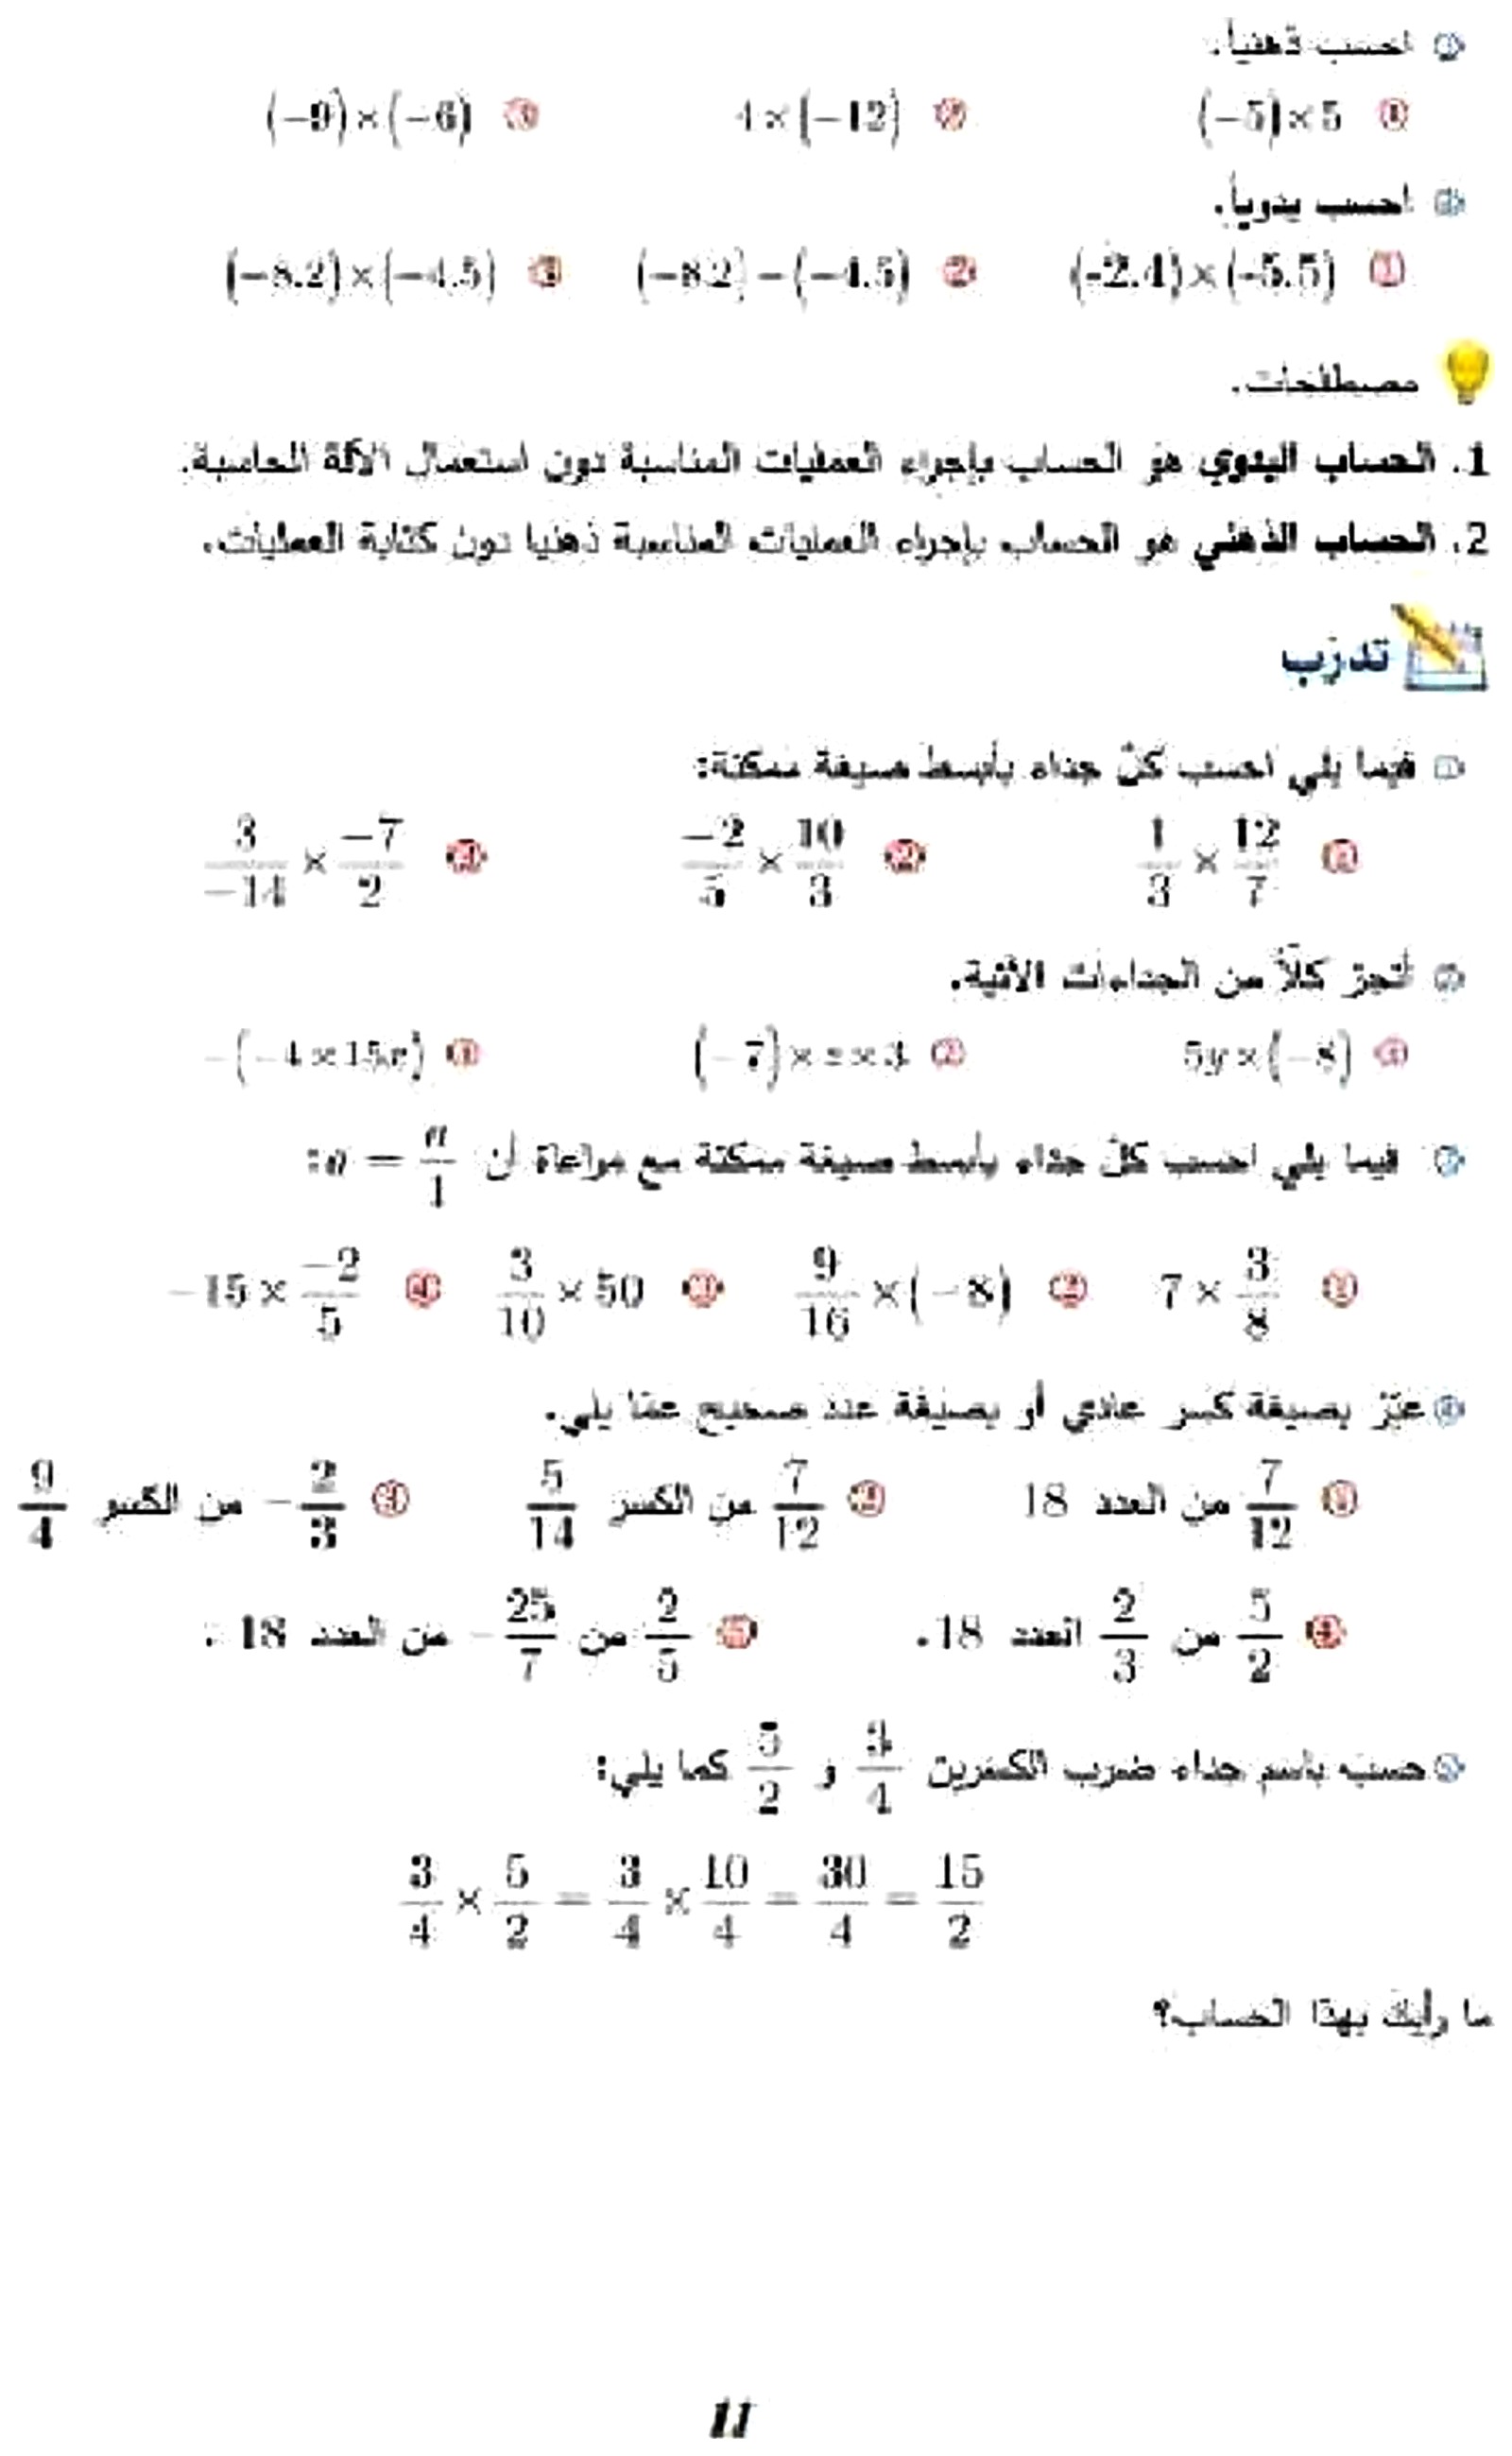 احسب ذهنياً.
① (−5)×5 ② 4×(−12) ③ (−9)×(−6)
احسب يدوياً.
① (-2.4)×(-5.5) ② (−8.2)−(−4.5) ③ (−8.2)×(−4.5)
مصطلحات.
1. الحساب اليدوي هو الحساب بإجراء العمليات المناسبة دون استعمال الآلة الحاسبة.
2. الحساب الذهني هو الحساب بإجراء العمليات المناسبة ذهنيا دون كتابة العمليات.
تدرّب
① فيما يلي احسب كلّ جداء بأبسط صيغة ممكنة:
① 1/3 × 12/7 ② −2/5 × 10/3 ③ 3/−14 × −7/2
② أنجز كلاً من الجداءات الآتية.
5y×(−8) ② (−7)×z×3 −(−4×15x)
③ فيما يلي احسب كلّ جداء بأبسط صيغة ممكنة مع مراعاة أن a = a/1:
① 7 × 3/8 ② 9/16 ×(−8) ③ 3/10 × 50 ④ −15 × −2/5
④ عبّر بصيغة كسر عادي أو بصيغة عدد صحيح عمّا يلي.
① 7/12 من العدد 18 ② 7/12 من الكسر 5/14 ③ −2/3 من الكسر 9/4
④ 5/2 من 2/3 العدد 18. ⑤ 2/5 من −25/7 من العدد 18.
⑤ حسب باسم جداء ضرب الكسرين 3/4 و 5/2 كما يلي:
3/4 × 5/2 = 3/4 × 10/4 = 30/4 = 15/2
ما رأيك بهذا الحساب؟
11